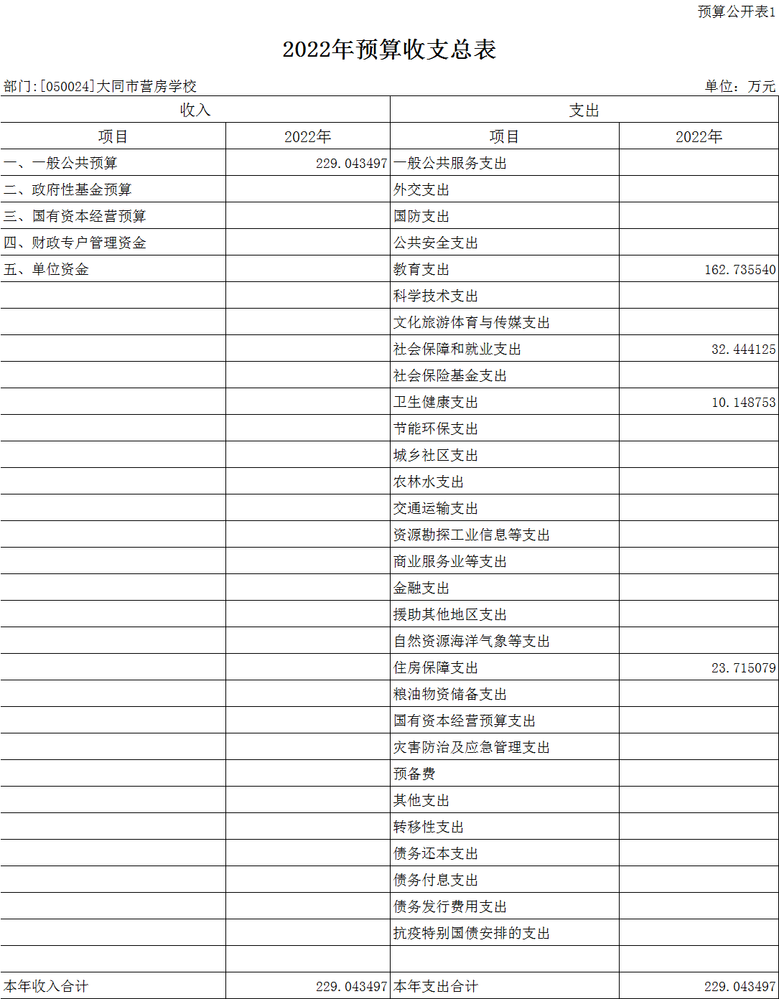 预算公开表1
2022年预算收支总表
部门:[050024]大同市营房学校 单位：万元
收入 支出
项目 2022年 项目 2022年
一、一般公共预算 229.043497 一般公共服务支出
二、政府性基金预算 外交支出
三、国有资本经营预算 国防支出
四、财政专户管理资金 公共安全支出
五、单位资金 教育支出 162.735540
科学技术支出
文化旅游体育与传媒支出
社会保障和就业支出 32.444125
社会保险基金支出
卫生健康支出 10.148753
节能环保支出
城乡社区支出
农林水支出
交通运输支出
资源勘探工业信息等支出
商业服务业等支出
金融支出
援助其他地区支出
自然资源海洋气象等支出
住房保障支出 23.715079
粮油物资储备支出
国有资本经营预算支出
灾害防治及应急管理支出
预备费
其他支出
转移性支出
债务还本支出
债务付息支出
债务发行费用支出
抗疫特别国债安排的支出
本年收入合计 229.043497 本年支出合计 229.043497